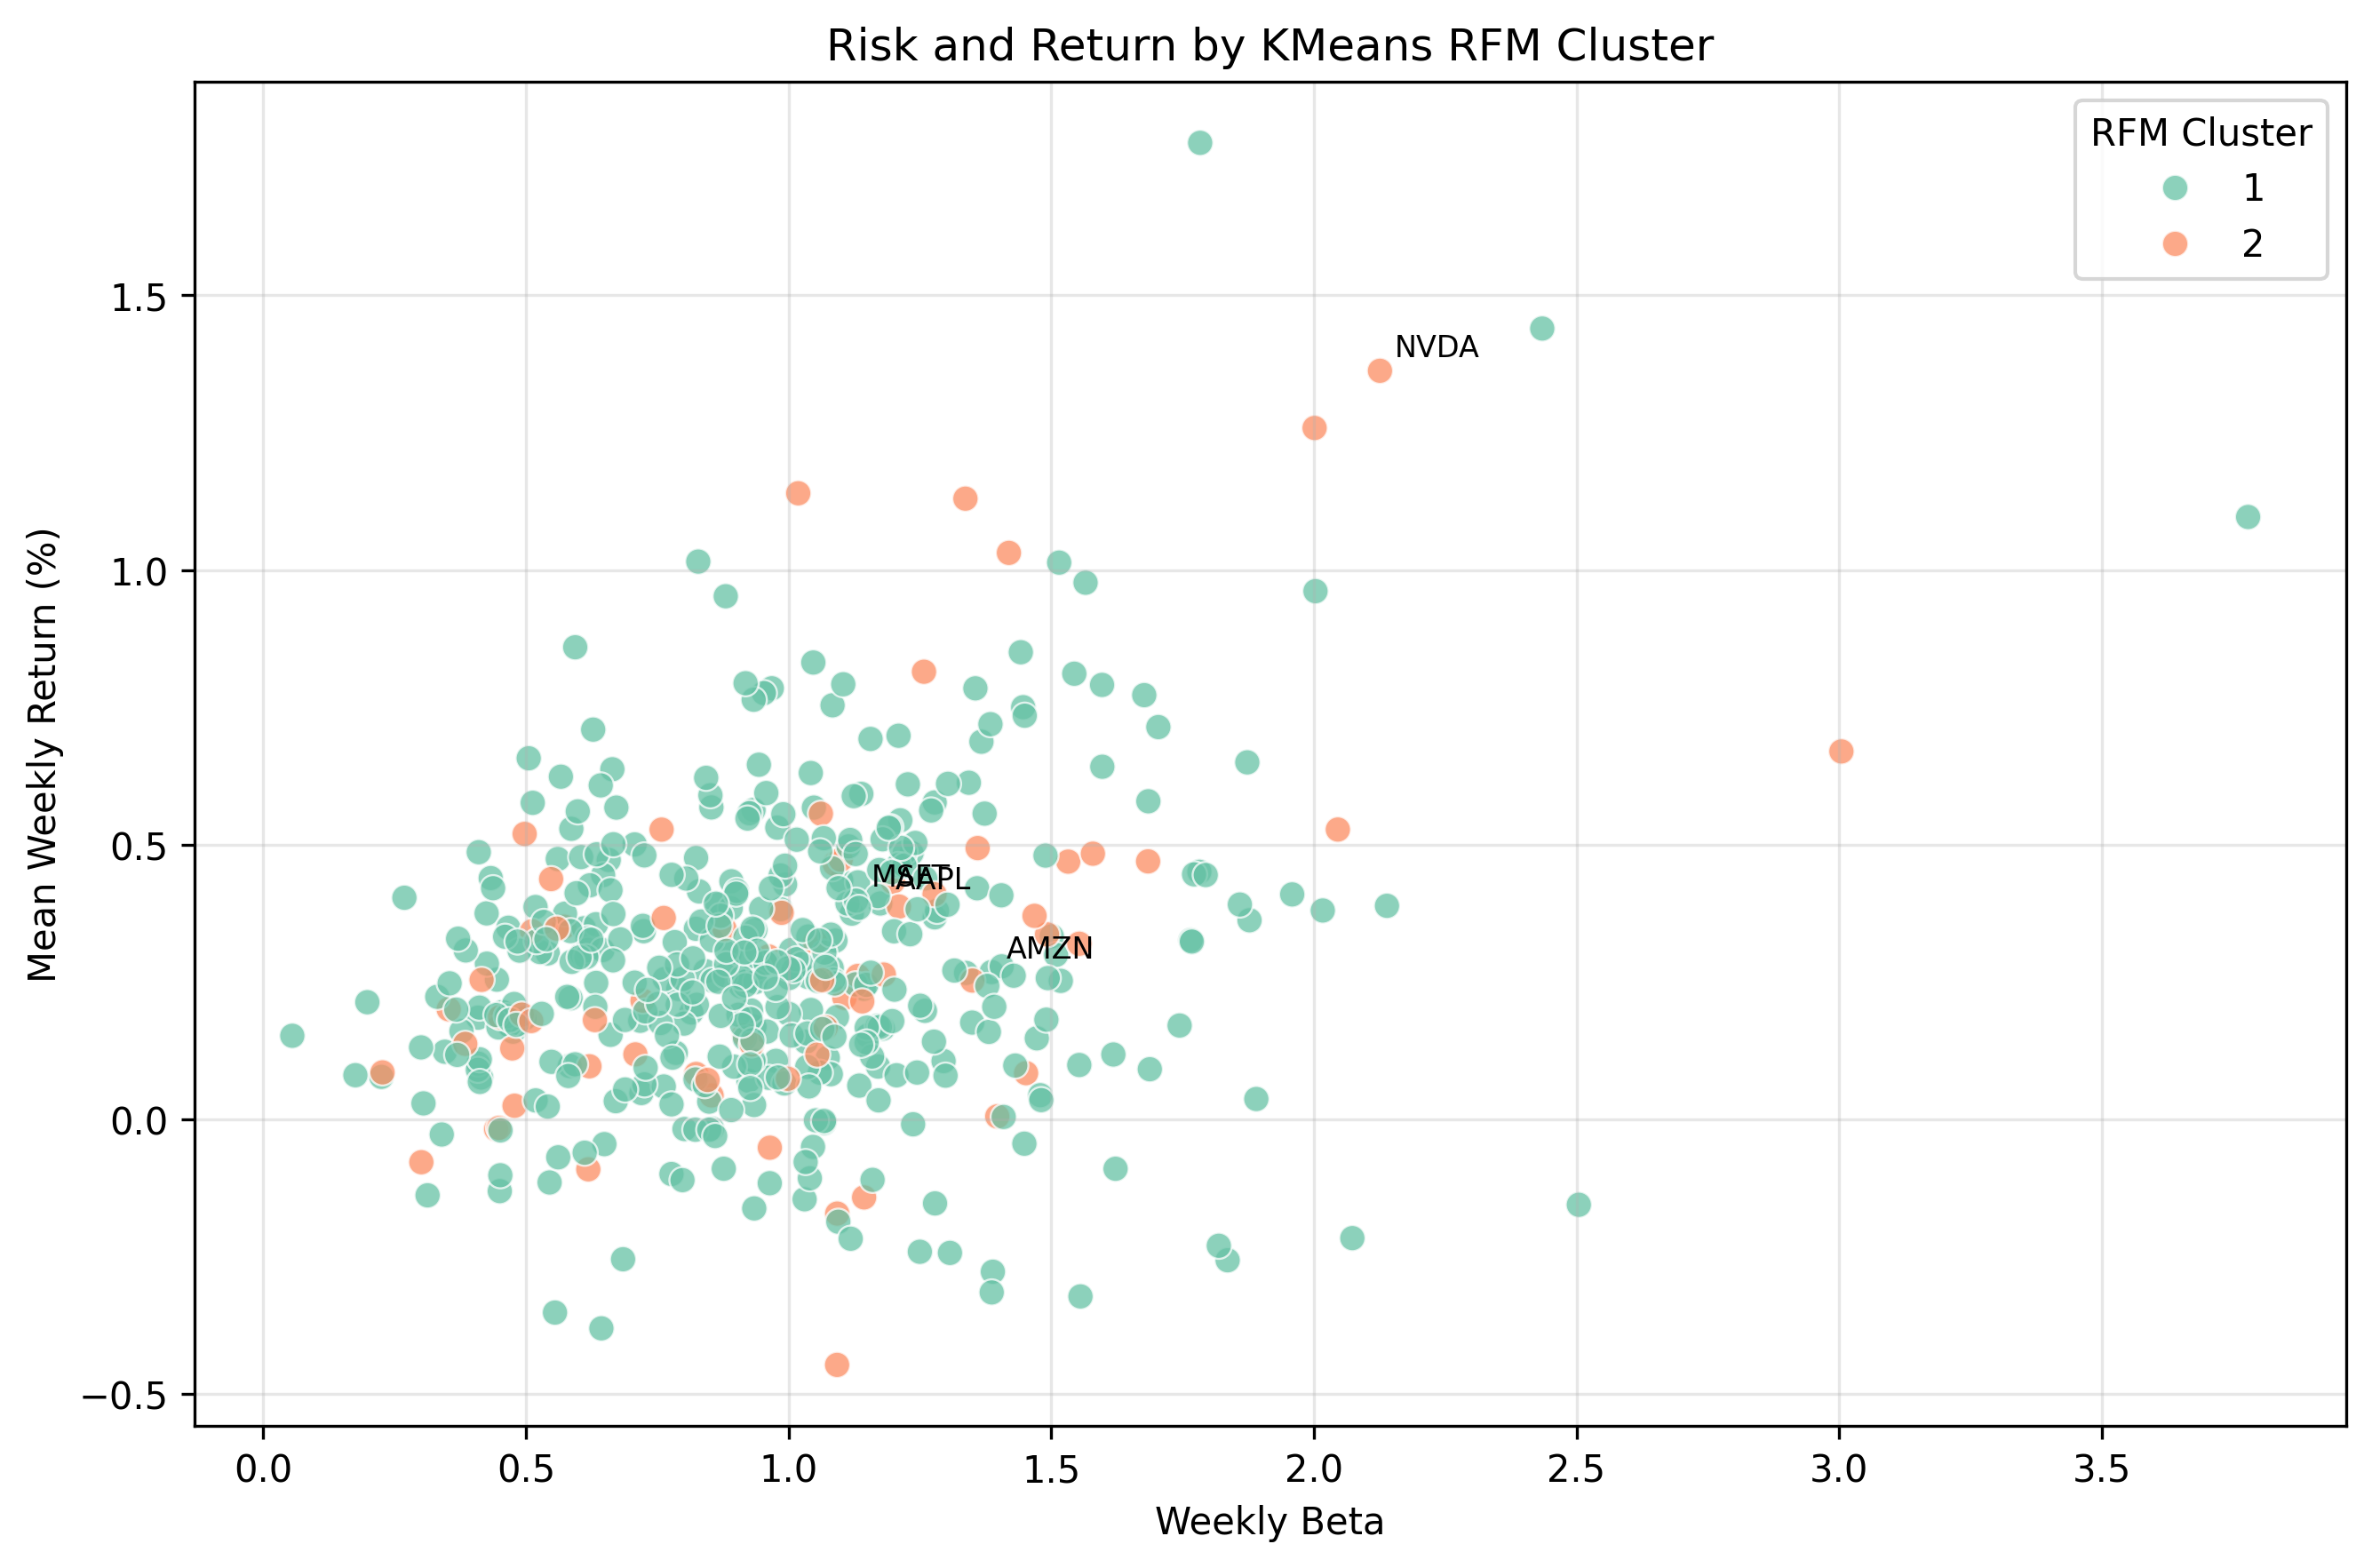 Risk and Return by KMeans RFM Cluster
RFM Cluster
1
2
NVDA
MSFT
AAPL
AMZN
Mean Weekly Return (%)
1.5
1.0
0.5
0.0
−0.5
0.0 0.5 1.0 1.5 2.0 2.5 3.0 3.5
Weekly Beta